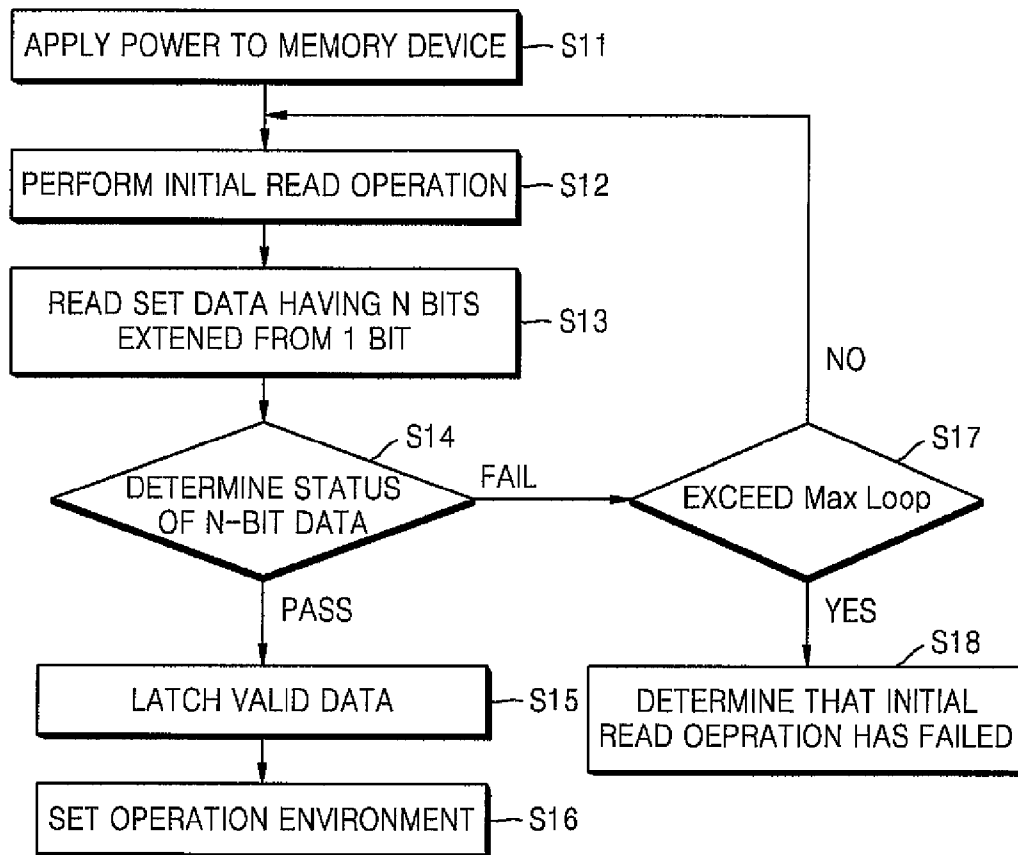 APPLY POWER TO MEMORY DEVICE
S11
PERFORM INITIAL READ OPERATION
S12
READ SET DATA HAVING N BITS
EXTENED FROM 1 BIT
S13
NO
S14
S17
DETERMINE STATUS
OF N-BIT DATA
FAIL
EXCEED Max Loop
PASS
YES
S18
LATCH VALID DATA
S15
DETERMINE THAT INITIAL
READ OEPRATION HAS FAILED
SET OPERATION ENVIRONMENT
S16